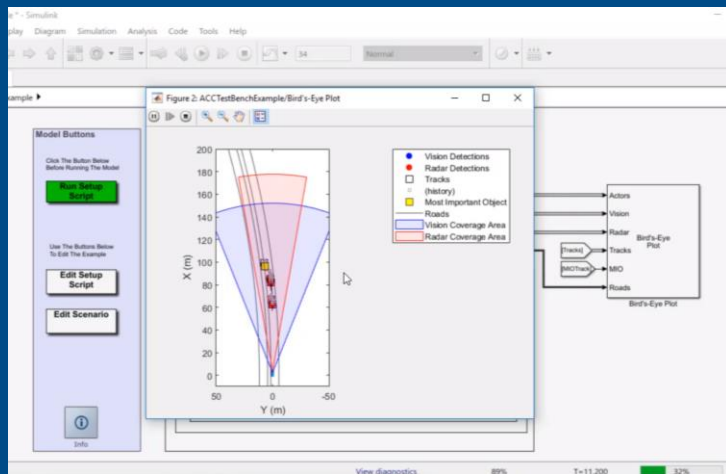 e * - Simulink
play Diagram Simulation Analysis Code Tools Help
34
Normal
xample
Model Buttons
Click The Button Below
Before Running The Model
Run Setup
Script
Use The Buttons Below
To Edit The Example
Edit Setup
Script
Edit Scenario
Info
Figure 2: ACCTestBenchExample/Bird's-Eye Plot
200
180
160
140
120
100
80
60
40
20
0
X (m)
50 0 -50
Y (m)
Vision Detections
Radar Detections
Tracks
(history)
Most Important Object
Roads
Vision Coverage Area
Radar Coverage Area
Actors
Vision
Radar
[Tracks] Tracks
[MIOTrack] MIO
Roads
Bird's-Eye
Plot
Bird's-Eye Plot
View diagnostics 89% T=11.200 32%